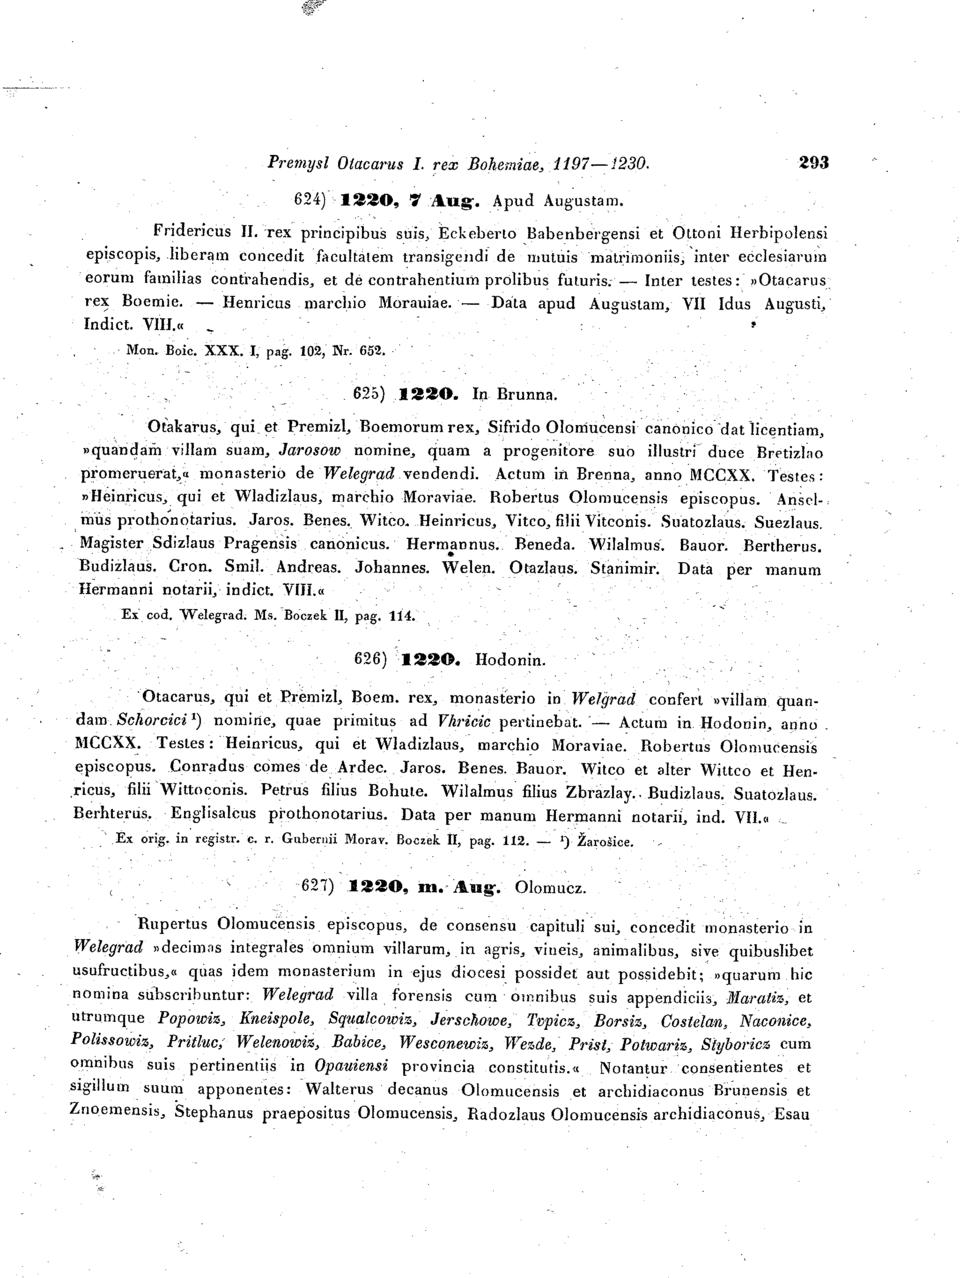 Premysl Otacarus I. rex Bohemiae, 1197—1230. 293
624) 1220, 7 Aug. Apud Augustam.
Fridericus II. rex principibus suis, Eckeberto Babenbergensi et Ottoni Herbipolensi
episcopis, liberam concedit facultatem transigendi de mutuis matrimoniis, inter ecclesiarum
eorum familias contrahendis, et de contrahentium prolibus futuris. — Inter testes: »Otacarus
rex Boemie. — Henricus marchio Morauiae. — Data apud Augustam, VII Idus Augusti,
Indict. VIII.«
Mon. Boic. XXX. I, pag. 102, Nr. 652.
625) 1220. In Brunna.
Otakarus, qui et Premizl, Boemorum rex, Sifrido Olomucensi canonico dat licentiam,
»quandam villam suam, Jarosow nomine, quam a progenitore suo illustri duce Bretizlao
promeruerat,« monasterio de Welegrad vendendi. Actum in Brenna, anno MCCXX. Testes:
»Heinricus, qui et Wladizlaus, marchio Moraviae. Robertus Olomucensis episcopus. Ansel-
mus prothonotarius. Jaros. Benes. Witco. Heinricus, Vitco, filii Vitconis. Suatozlaus. Suezlaus.
Magister Sdizlaus Pragensis canonicus. Hermannus. Beneda. Wilalmus. Bauor. Bertherus.
Budizlaus. Cron. Smil. Andreas. Johannes. Welen. Otazlaus. Stanimir. Data per manum
Hermanni notarii, indict. VIII.«
Ex cod. Welegrad. Ms. Boczek II, pag. 114.
626) 1220. Hodonin.
Otacarus, qui et Premizl, Boem. rex, monasterio in Welgrad confert »villam quan-
dam Schorcici ¹) nomine, quae primitus ad Vhricic pertinebat. — Actum in Hodonin, anno
MCCXX. Testes: Heinricus, qui et Wladizlaus, marchio Moraviae. Robertus Olomucensis
episcopus. Conradus comes de Ardec. Jaros. Benes. Bauor. Witco et alter Wittco et Hen-
ricus, filii Wittoconis. Petrus filius Bohute. Wilalmus filius Zbrazlay. Budizlaus. Suatozlaus.
Berhterus. Englisalcus prothonotarius. Data per manum Hermanni notarii, ind. VII.«
Ex orig. in registr. c. r. Gubernii Morav. Boczek II, pag. 112. — ¹) Žarošice.
627) 1220, m. Aug. Olomucz.
Rupertus Olomucensis episcopus, de consensu capituli sui, concedit monasterio in
Welegrad »decimas integrales omnium villarum, in agris, vineis, animalibus, sive quibuslibet
usufructibus,« quas idem monasterium in ejus diocesi possidet aut possidebit; »quarum hic
nomina subscribuntur: Welegrad villa forensis cum omnibus suis appendiciis, Maratiz, et
utrumque Popowiz, Kneispole, Squalcowiz, Jerschowe, Tvpicz, Borsiz, Costelan, Naconice,
Polissowiz, Pritluc, Welenowiz, Babice, Wesconewiz, Wezde, Prist, Potwariz, Styboricz cum
omnibus suis pertinentiis in Opauiensi provincia constitutis.« Notantur consentientes et
sigillum suum apponentes: Walterus decanus Olomucensis et archidiaconus Brunensis et
Znoemensis, Stephanus praepositus Olomucensis, Radozlaus Olomucensis archidiaconus, Esau